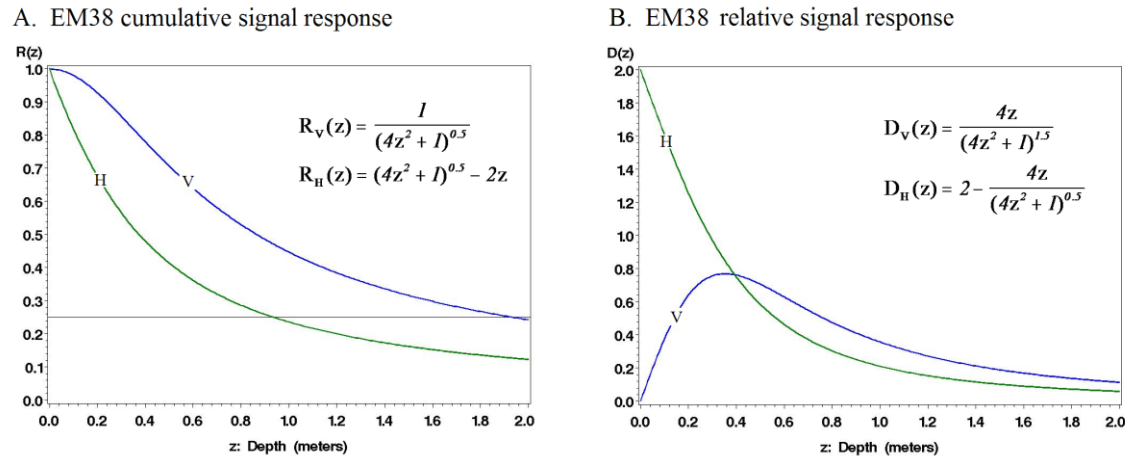 A. EM38 cumulative signal response
R(z)
1.0
0.9
0.8
0.7
0.6
0.5
0.4
0.3
0.2
0.1
0.0
H
V
R_V(z) = 1 / (4z² + 1)^0.5
R_H(z) = (4z² + 1)^0.5 − 2z
0.0 0.2 0.4 0.6 0.8 1.0 1.2 1.4 1.6 1.8 2.0
z: Depth (meters)
B. EM38 relative signal response
D(z)
2.0
1.8
1.6
1.4
1.2
1.0
0.8
0.6
0.4
0.2
0.0
H
V
D_V(z) = 4z / (4z² + 1)^1.5
D_H(z) = 2 − 4z / (4z² + 1)^0.5
0.0 0.2 0.4 0.6 0.8 1.0 1.2 1.4 1.6 1.8 2.0
z: Depth (meters)